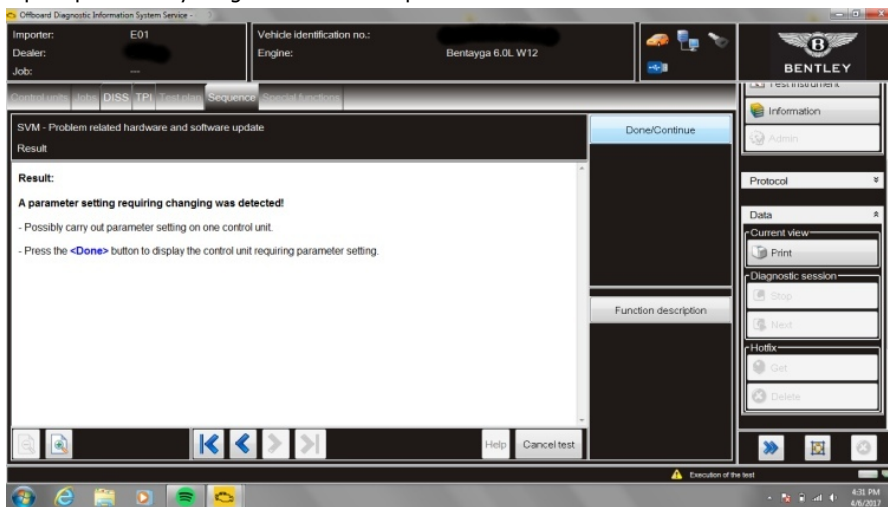 Offboard Diagnostic Information System Service -
Importer: E01
Dealer:
Job: ---
Vehicle identification no.:
Engine: Bentayga 6.0L W12
B
BENTLEY
Control units Jobs DISS TPI Test plan Sequence Special functions
SVM - Problem related hardware and software update
Result
Result:
A parameter setting requiring changing was detected!
- Possibly carry out parameter setting on one control unit.
- Press the <Done> button to display the control unit requiring parameter setting.
Done/Continue
Function description
Help
Cancel test
Test instrument
Information
Admin
Protocol
Data
Current view
Print
Diagnostic session
Stop
Next
Hotfix
Get
Delete
Execution of the test
4:31 PM
4/6/2017